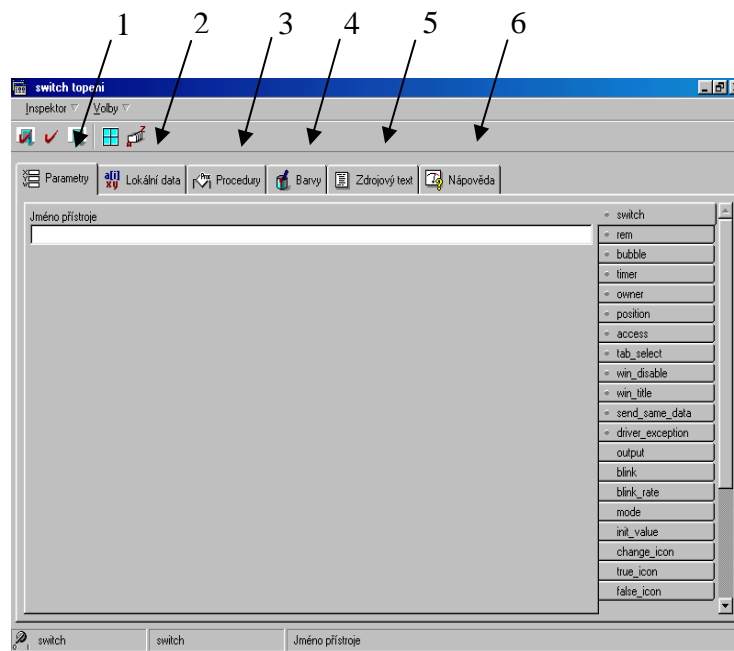 1 2 3 4 5 6
switch topeni
Inspektor Volby
Parametry Lokální data Procedury Barvy Zdrojový text Nápověda
Jméno přístroje
switch
rem
bubble
timer
owner
position
access
tab_select
win_disable
win_title
send_same_data
driver_exception
output
blink
blink_rate
mode
init_value
change_icon
true_icon
false_icon
switch switch Jméno přístroje